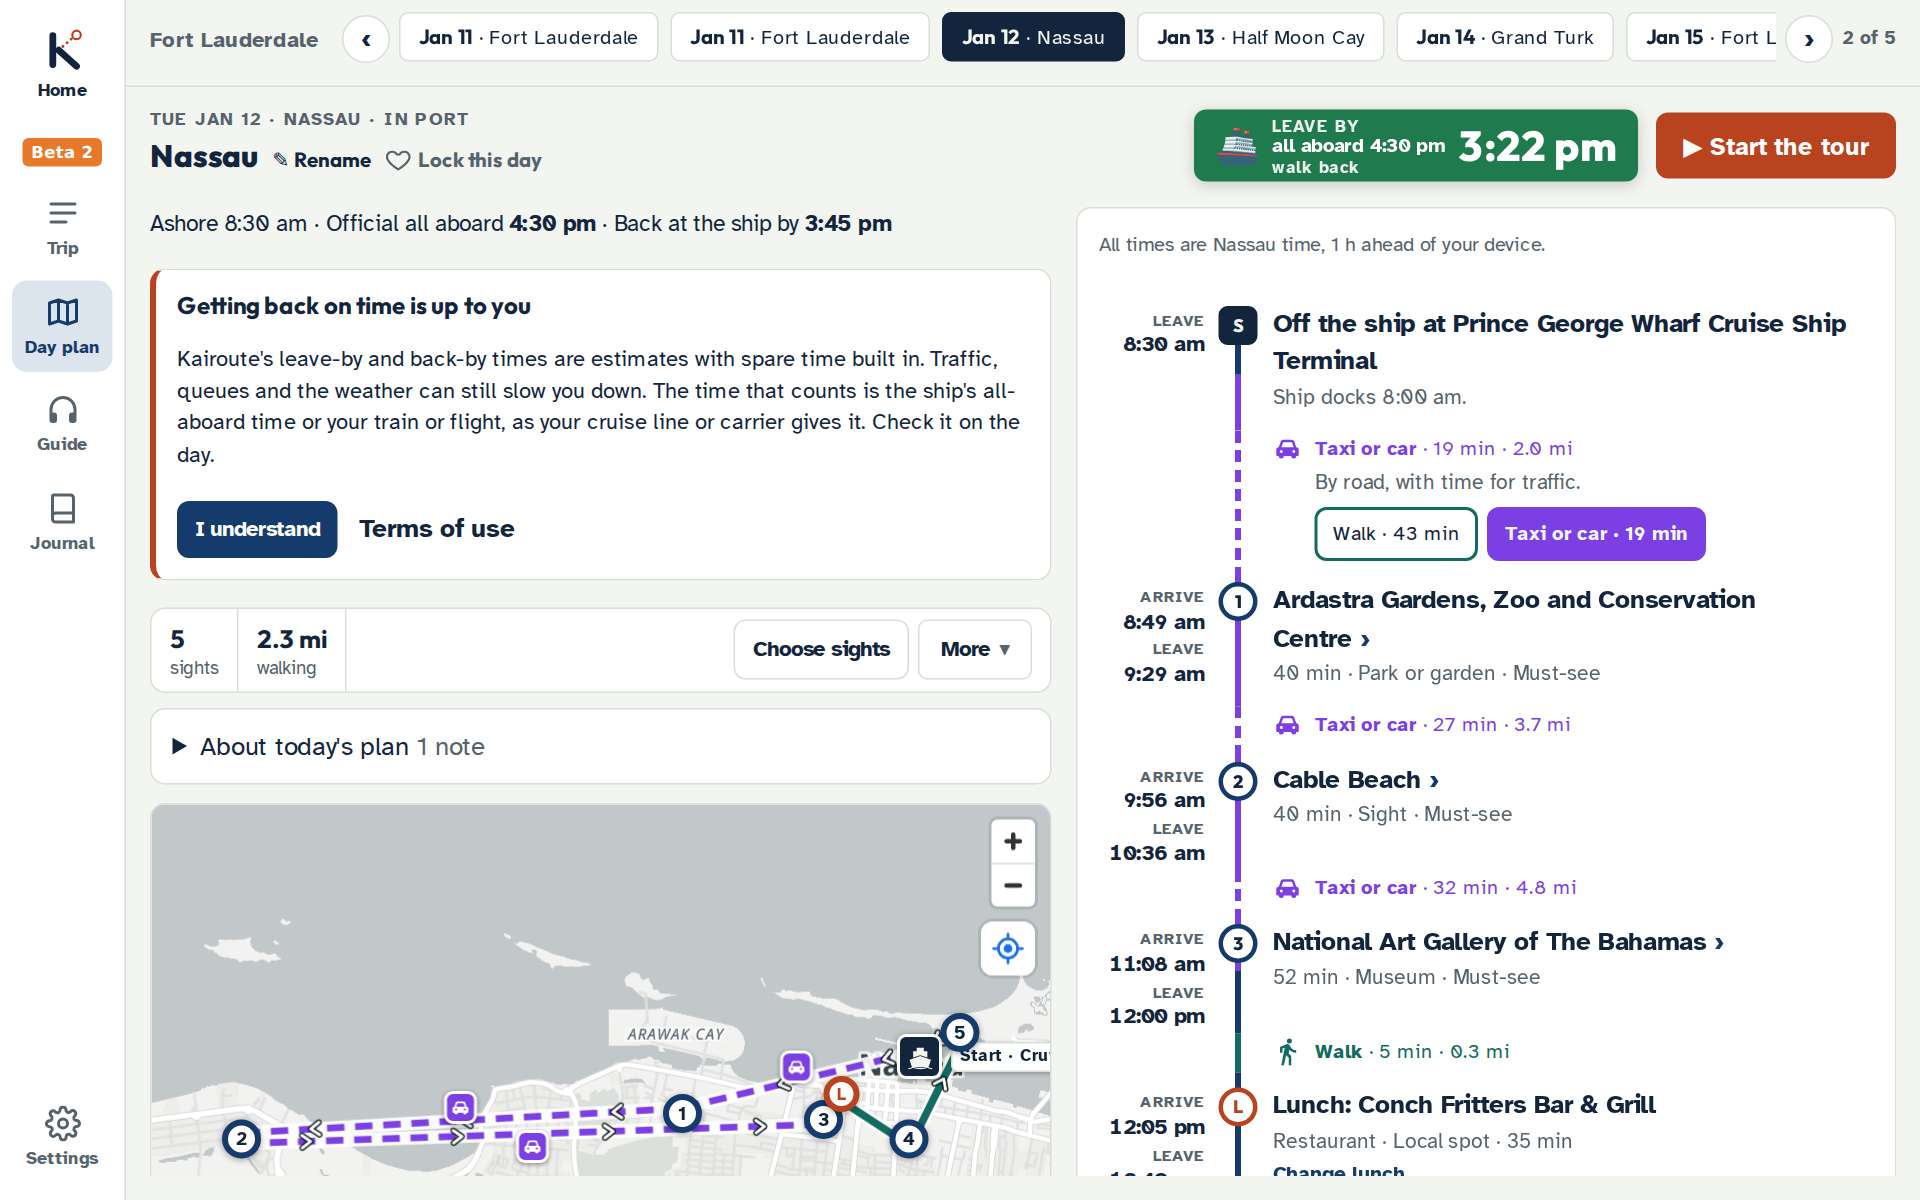 Home
Beta 2
Trip
Day plan
Guide
Journal
Settings
Fort Lauderdale
‹
Jan 11 · Fort Lauderdale
Jan 11 · Fort Lauderdale
Jan 12 · Nassau
Jan 13 · Half Moon Cay
Jan 14 · Grand Turk
Jan 15 · Fort L
›
2 of 5
TUE JAN 12 · NASSAU · IN PORT
Nassau ✎ Rename Lock this day
LEAVE BY
all aboard 4:30 pm
walk back
3:22 pm
▶ Start the tour
Ashore 8:30 am · Official all aboard 4:30 pm · Back at the ship by 3:45 pm
Getting back on time is up to you
Kairoute's leave-by and back-by times are estimates with spare time built in. Traffic,
queues and the weather can still slow you down. The time that counts is the ship's all-
aboard time or your train or flight, as your cruise line or carrier gives it. Check it on the
day.
I understand
Terms of use
5
sights
2.3 mi
walking
Choose sights
More ▼
▶ About today's plan 1 note
+
−
ARAWAK CAY
Start · Cru
1
2
3
L
4
5
All times are Nassau time, 1 h ahead of your device.
LEAVE
8:30 am
S
Off the ship at Prince George Wharf Cruise Ship
Terminal
Ship docks 8:00 am.
Taxi or car · 19 min · 2.0 mi
By road, with time for traffic.
Walk · 43 min
Taxi or car · 19 min
ARRIVE
8:49 am
LEAVE
9:29 am
1
Ardastra Gardens, Zoo and Conservation
Centre ›
40 min · Park or garden · Must-see
Taxi or car · 27 min · 3.7 mi
ARRIVE
9:56 am
LEAVE
10:36 am
2
Cable Beach ›
40 min · Sight · Must-see
Taxi or car · 32 min · 4.8 mi
ARRIVE
11:08 am
LEAVE
12:00 pm
3
National Art Gallery of The Bahamas ›
52 min · Museum · Must-see
Walk · 5 min · 0.3 mi
ARRIVE
12:05 pm
LEAVE
L
Lunch: Conch Fritters Bar & Grill
Restaurant · Local spot · 35 min
Change lunch